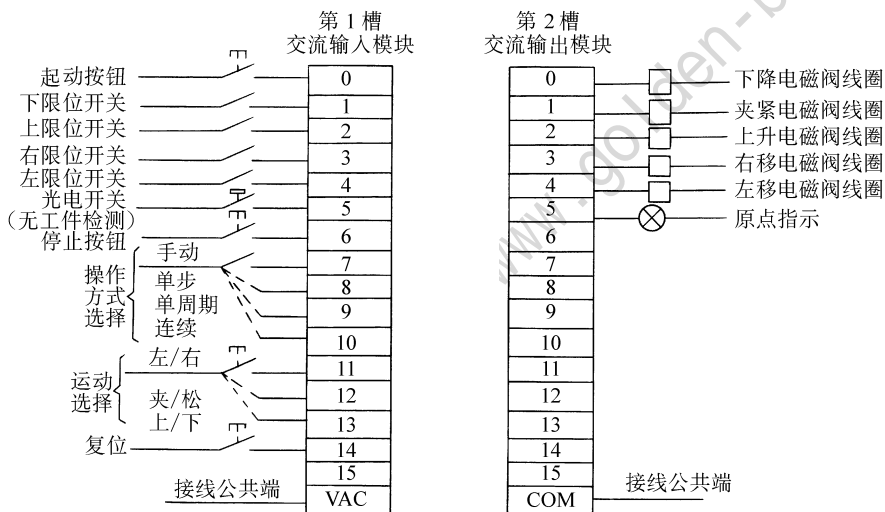 第 1 槽
交流输入模块
起动按钮
下限位开关
上限位开关
右限位开关
左限位开关
光电开关
(无工件检测)
停止按钮
操作
方式
选择
手动
单步
单周期
连续
运动
选择
左/右
夹/松
上/下
复位
接线公共端
0
1
2
3
4
5
6
7
8
9
10
11
12
13
14
15
VAC
第 2 槽
交流输出模块
0
1
2
3
4
5
6
7
8
9
10
11
12
13
14
15
COM
下降电磁阀线圈
夹紧电磁阀线圈
上升电磁阀线圈
右移电磁阀线圈
左移电磁阀线圈
原点指示
接线公共端
www.golden-b